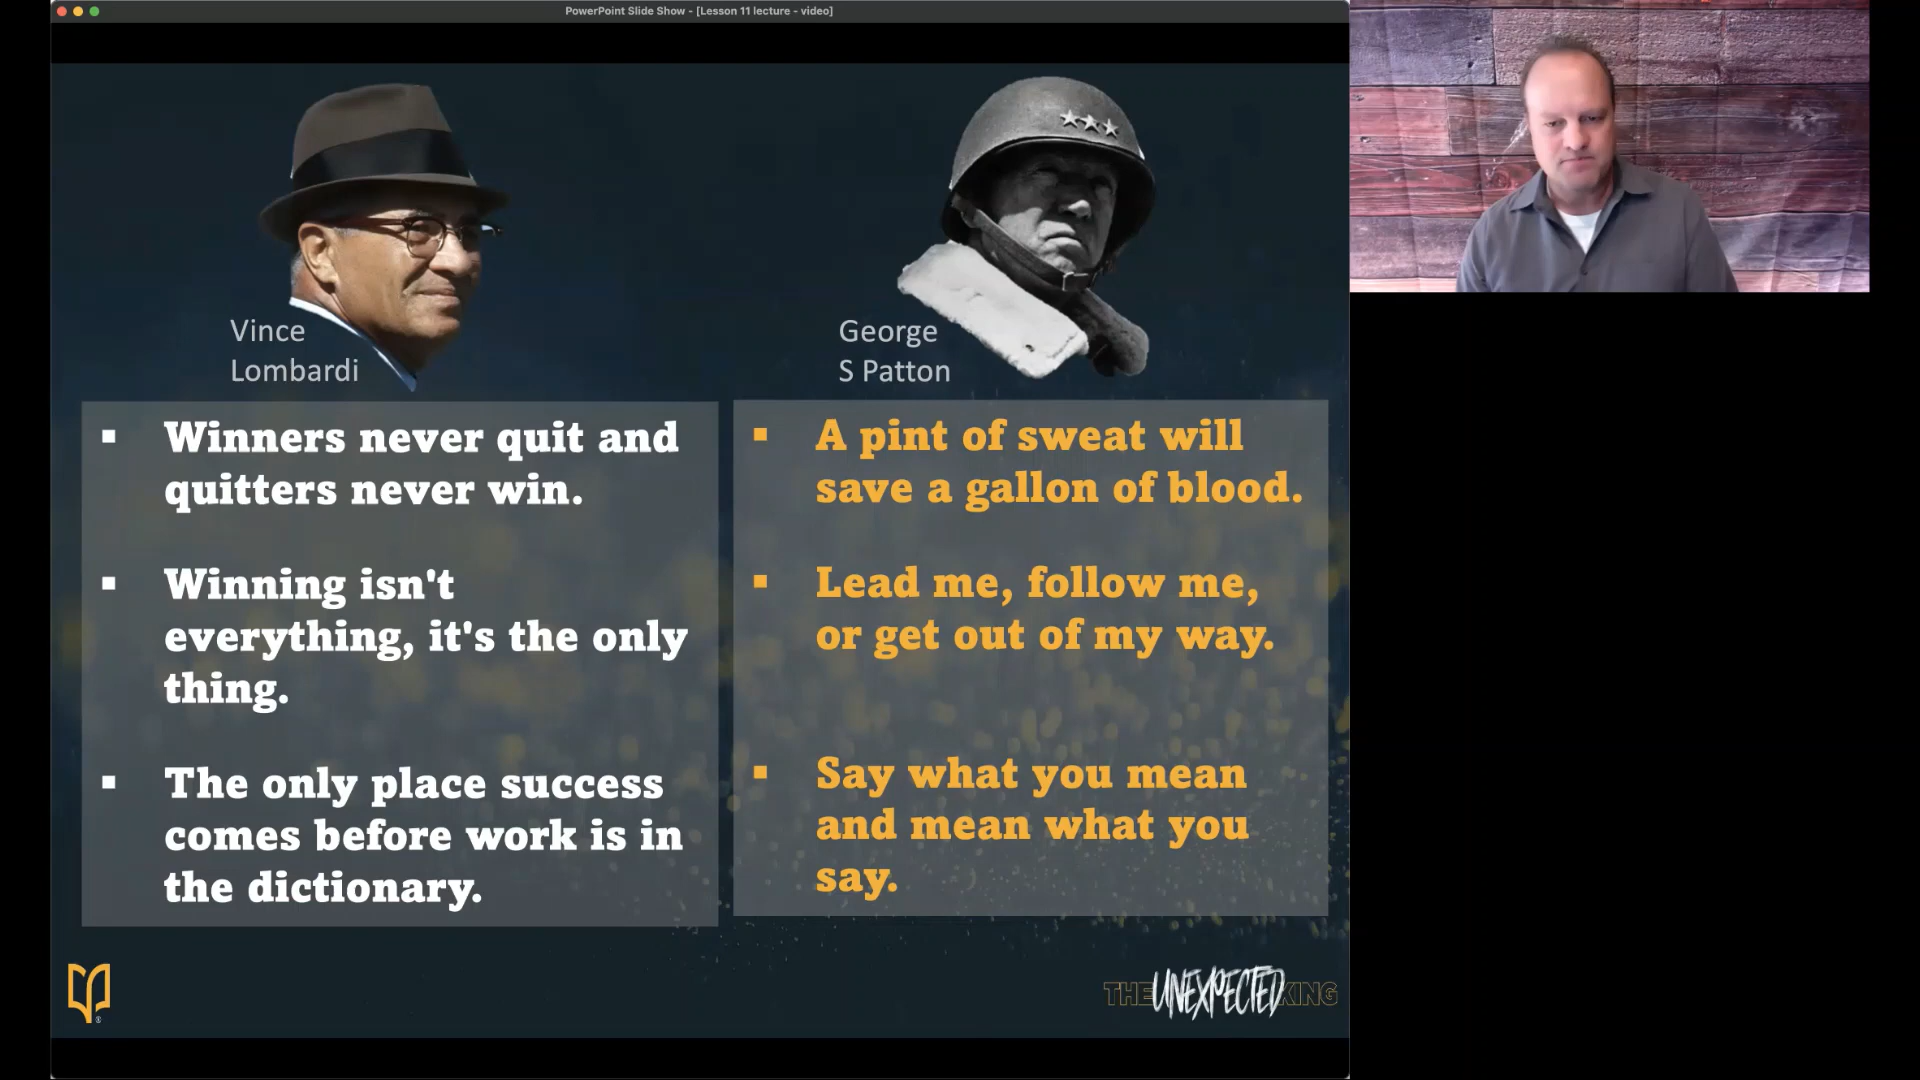 PowerPoint Slide Show - [Lesson 11 lecture - video]
Vince
Lombardi
Winners never quit and
quitters never win.
Winning isn't
everything, it's the only
thing.
The only place success
comes before work is in
the dictionary.
George
S Patton
A pint of sweat will
save a gallon of blood.
Lead me, follow me,
or get out of my way.
Say what you mean
and mean what you
say.
THE UNEXPECTED KING